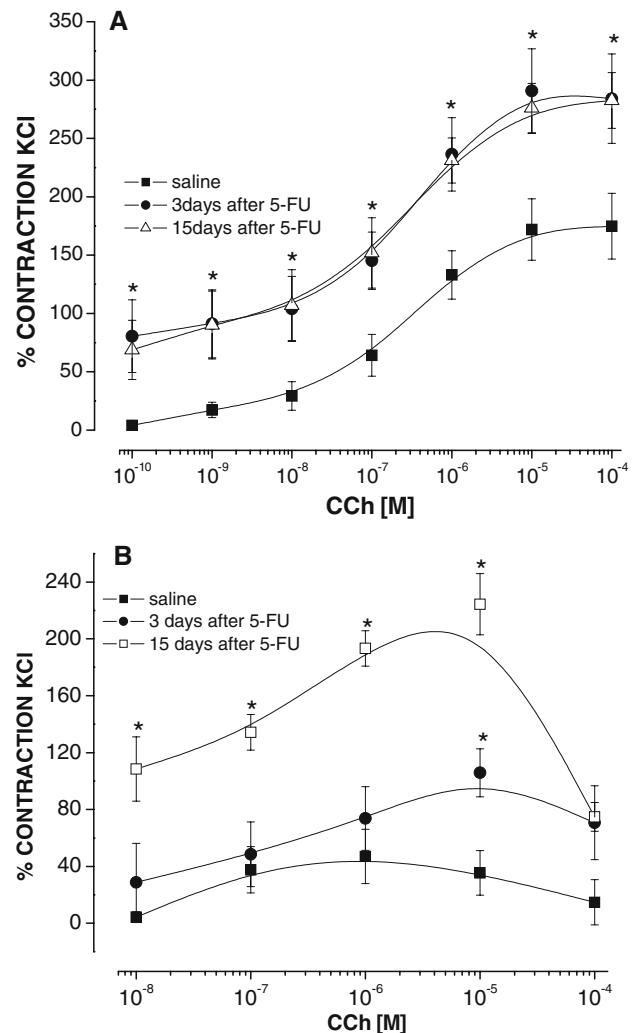 A
% CONTRACTION KCl
350
300
250
200
150
100
50
0
saline
3days after 5-FU
15days after 5-FU
* * * * * * *
10⁻¹⁰ 10⁻⁹ 10⁻⁸ 10⁻⁷ 10⁻⁶ 10⁻⁵ 10⁻⁴
CCh [M]
B
% CONTRACTION KCl
240
200
160
120
80
40
0
saline
3 days after 5-FU
15 days after 5-FU
* * * *
*
10⁻⁸ 10⁻⁷ 10⁻⁶ 10⁻⁵ 10⁻⁴
CCh [M]